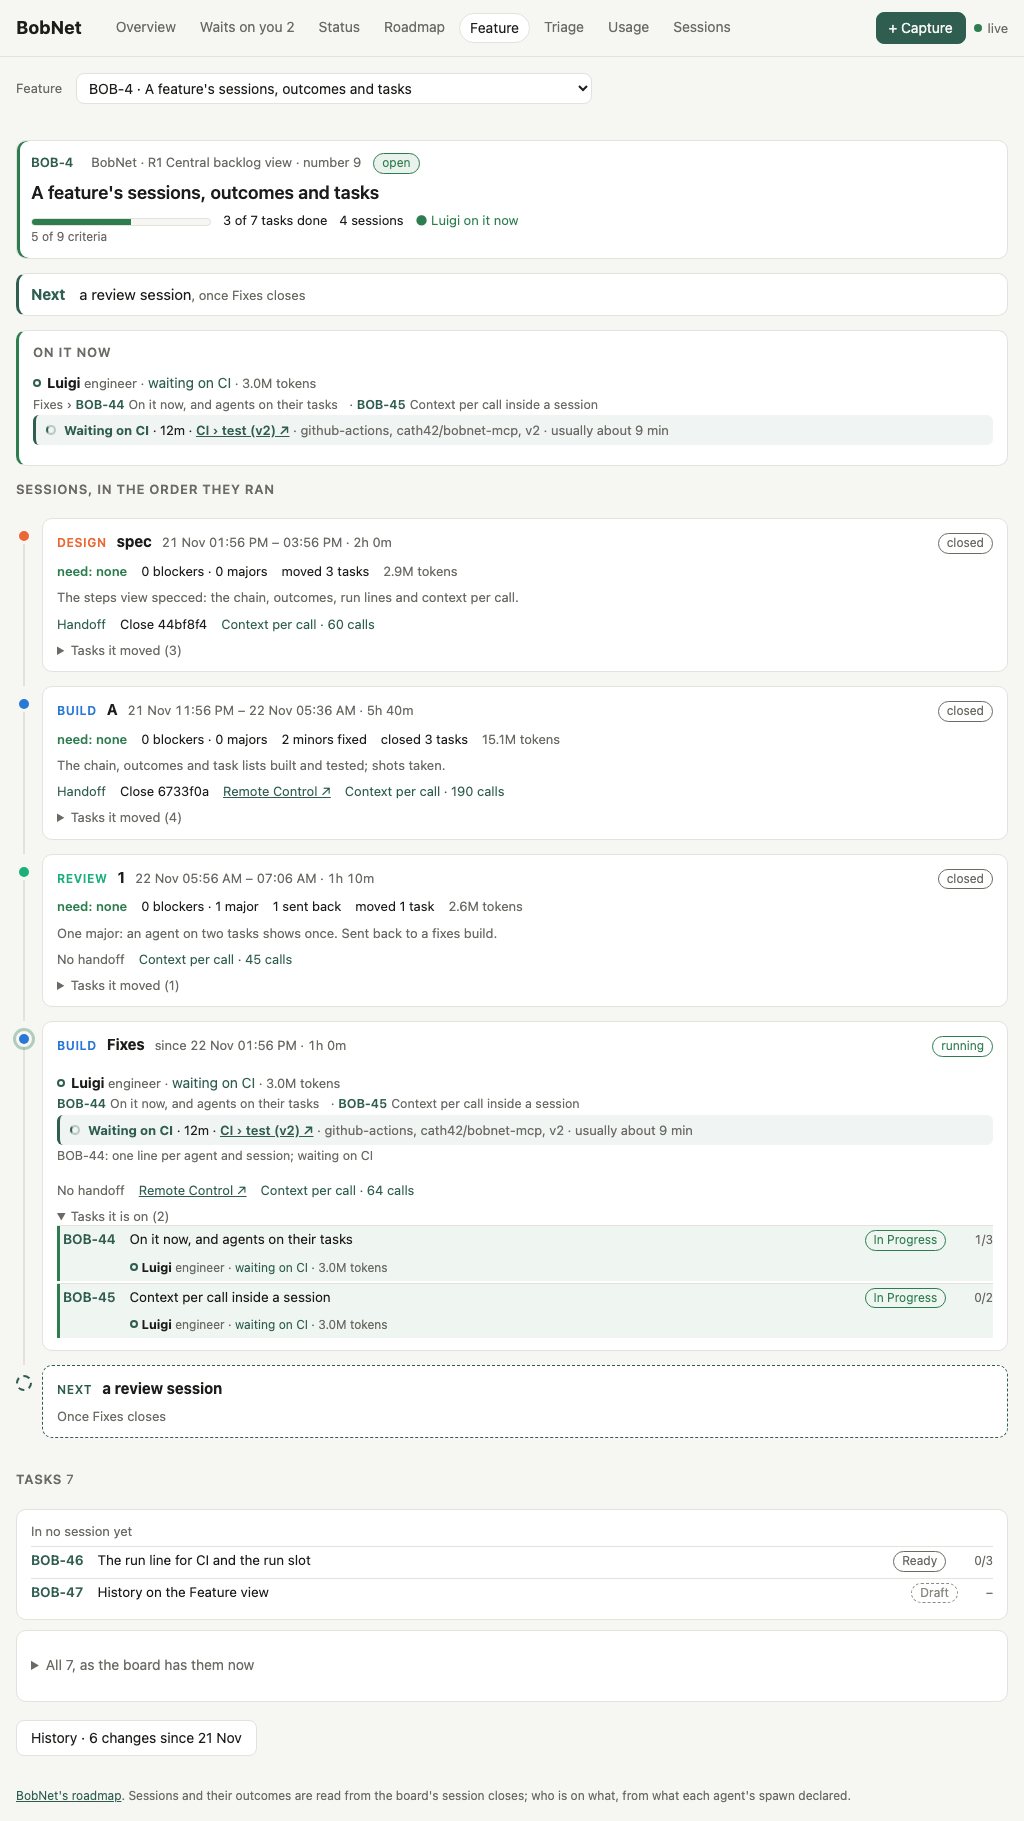 BobNet Overview Waits on you 2 Status Roadmap Feature Triage Usage Sessions + Capture live
Feature BOB-4 · A feature's sessions, outcomes and tasks
BOB-4 BobNet · R1 Central backlog view · number 9 open
A feature's sessions, outcomes and tasks
3 of 7 tasks done 4 sessions Luigi on it now
5 of 9 criteria
Next a review session, once Fixes closes
ON IT NOW
Luigi engineer · waiting on CI · 3.0M tokens
Fixes › BOB-44 On it now, and agents on their tasks · BOB-45 Context per call inside a session
Waiting on CI · 12m · CI › test (v2) ↗ · github-actions, cath42/bobnet-mcp, v2 · usually about 9 min
SESSIONS, IN THE ORDER THEY RAN
DESIGN spec 21 Nov 01:56 PM – 03:56 PM · 2h 0m closed
need: none 0 blockers · 0 majors moved 3 tasks 2.9M tokens
The steps view specced: the chain, outcomes, run lines and context per call.
Handoff Close 44bf8f4 Context per call · 60 calls
▶ Tasks it moved (3)
BUILD A 21 Nov 11:56 PM – 22 Nov 05:36 AM · 5h 40m closed
need: none 0 blockers · 0 majors 2 minors fixed closed 3 tasks 15.1M tokens
The chain, outcomes and task lists built and tested; shots taken.
Handoff Close 6733f0a Remote Control ↗ Context per call · 190 calls
▶ Tasks it moved (4)
REVIEW 1 22 Nov 05:56 AM – 07:06 AM · 1h 10m closed
need: none 0 blockers · 1 major 1 sent back moved 1 task 2.6M tokens
One major: an agent on two tasks shows once. Sent back to a fixes build.
No handoff Context per call · 45 calls
▶ Tasks it moved (1)
BUILD Fixes since 22 Nov 01:56 PM · 1h 0m running
Luigi engineer · waiting on CI · 3.0M tokens
BOB-44 On it now, and agents on their tasks · BOB-45 Context per call inside a session
Waiting on CI · 12m · CI › test (v2) ↗ · github-actions, cath42/bobnet-mcp, v2 · usually about 9 min
BOB-44: one line per agent and session; waiting on CI
No handoff Remote Control ↗ Context per call · 64 calls
▼ Tasks it is on (2)
BOB-44 On it now, and agents on their tasks In Progress 1/3
Luigi engineer · waiting on CI · 3.0M tokens
BOB-45 Context per call inside a session In Progress 0/2
Luigi engineer · waiting on CI · 3.0M tokens
NEXT a review session
Once Fixes closes
TASKS 7
In no session yet
BOB-46 The run line for CI and the run slot Ready 0/3
BOB-47 History on the Feature view Draft –
▶ All 7, as the board has them now
History · 6 changes since 21 Nov
BobNet's roadmap. Sessions and their outcomes are read from the board's session closes; who is on what, from what each agent's spawn declared.